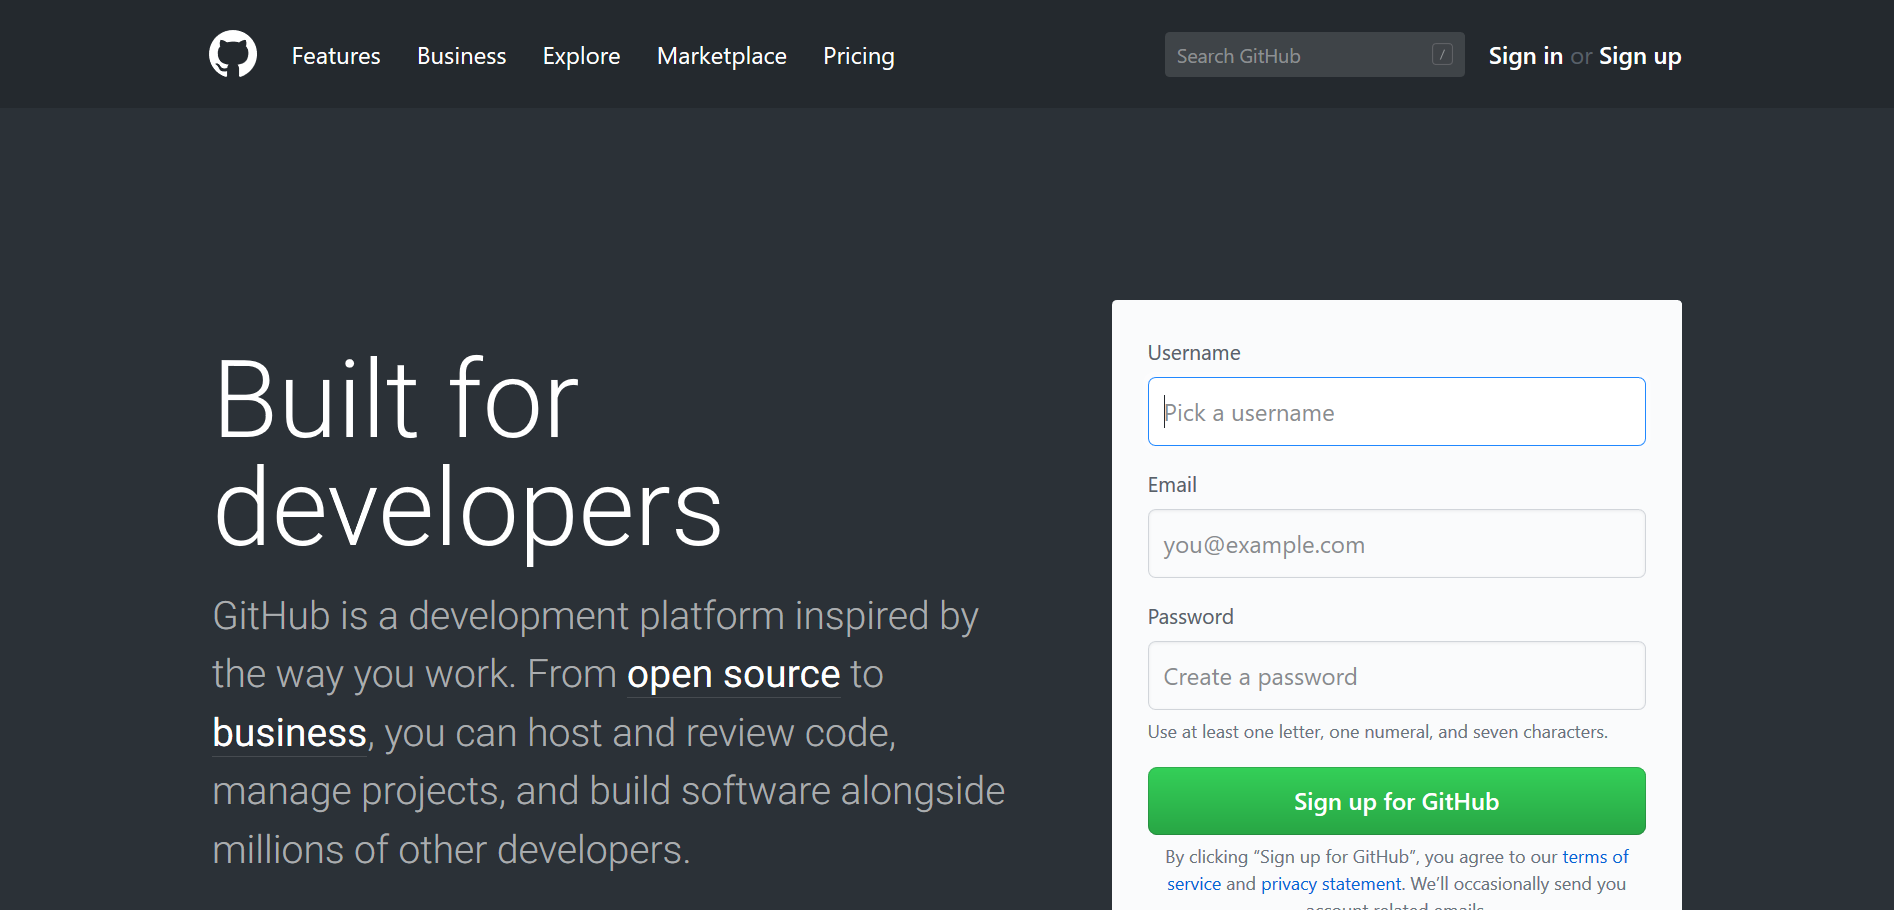 Features Business Explore Marketplace Pricing
Search GitHub /
Sign in or Sign up
Built for
developers
GitHub is a development platform inspired by
the way you work. From open source to
business, you can host and review code,
manage projects, and build software alongside
millions of other developers.
Username
Pick a username
Email
you@example.com
Password
Create a password
Use at least one letter, one numeral, and seven characters.
Sign up for GitHub
By clicking “Sign up for GitHub”, you agree to our terms of
service and privacy statement. We’ll occasionally send you
account related emails.